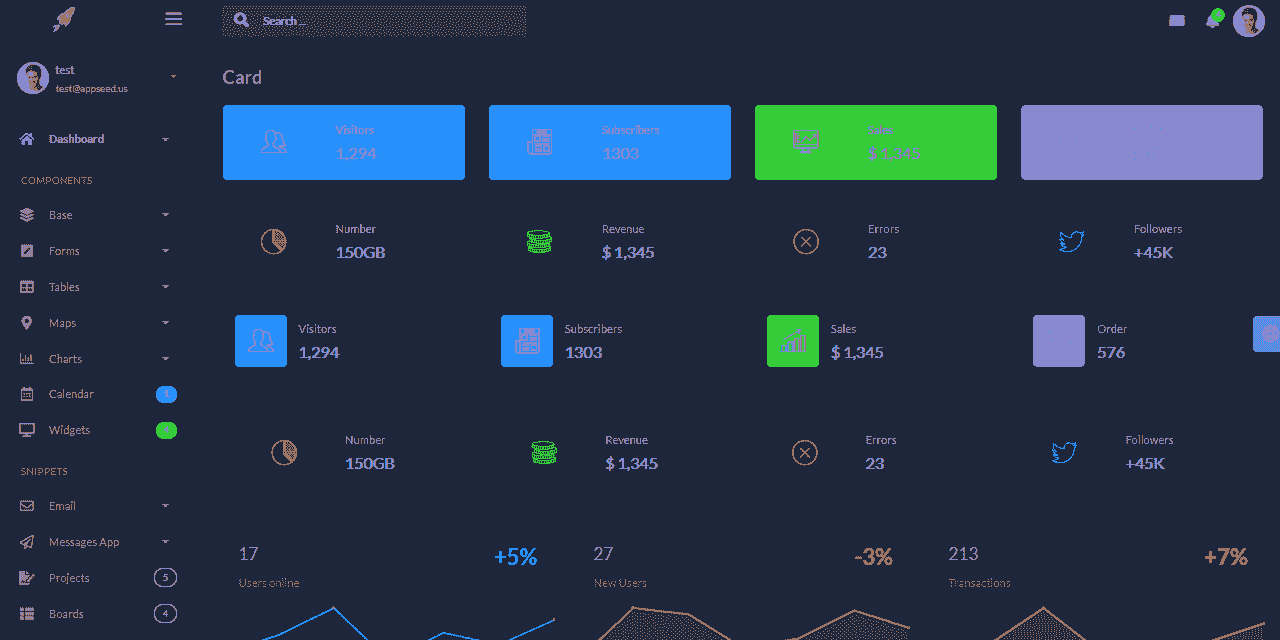 Search...
test
test@appseed.us
Dashboard
COMPONENTS
Base
Forms
Tables
Maps
Charts
Calendar
Widgets
SNIPPETS
Email
Messages App
Projects 5
Boards 4
Card
Visitors
1,294
Subscribers
1303
Sales
$ 1,345
Number
150GB
Revenue
$ 1,345
Errors
23
Followers
+45K
Visitors
1,294
Subscribers
1303
Sales
$ 1,345
Order
576
Number
150GB
Revenue
$ 1,345
Errors
23
Followers
+45K
17
Users online
+5%
27
New Users
-3%
213
Transactions
+7%